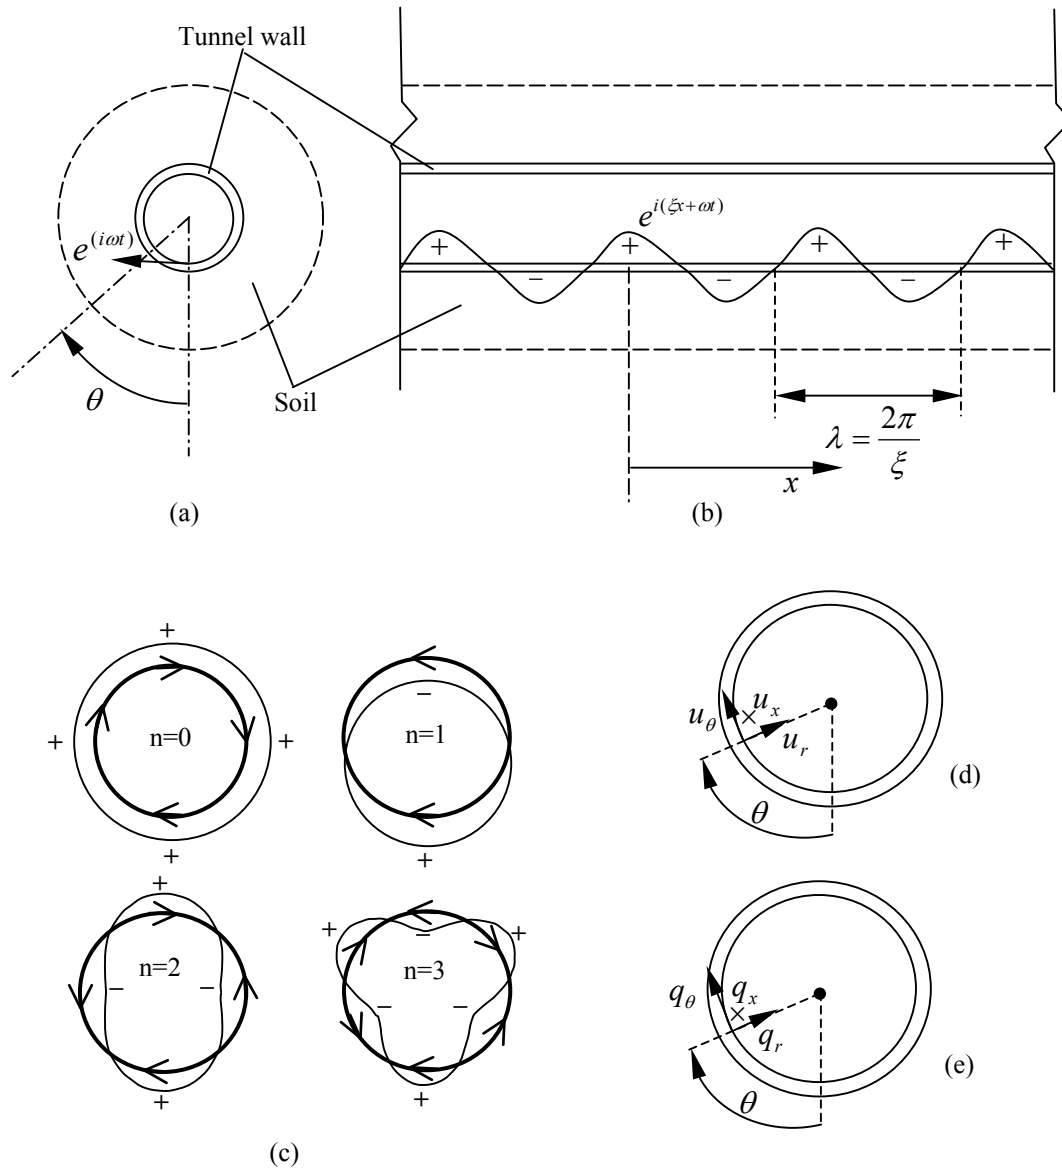 Tunnel wall
e^{(iωt)}
θ
Soil
(a)
e^{i(ξx+ωt)}
+ + + +
− − −
λ = 2π/ξ
x
(b)
+
+ n=0 +
+
−
n=1
+
+
− n=2 −
+
+ − +
n=3
− −
+
(c)
u_θ × u_x
u_r
θ
(d)
q_θ × q_x
q_r
θ
(e)